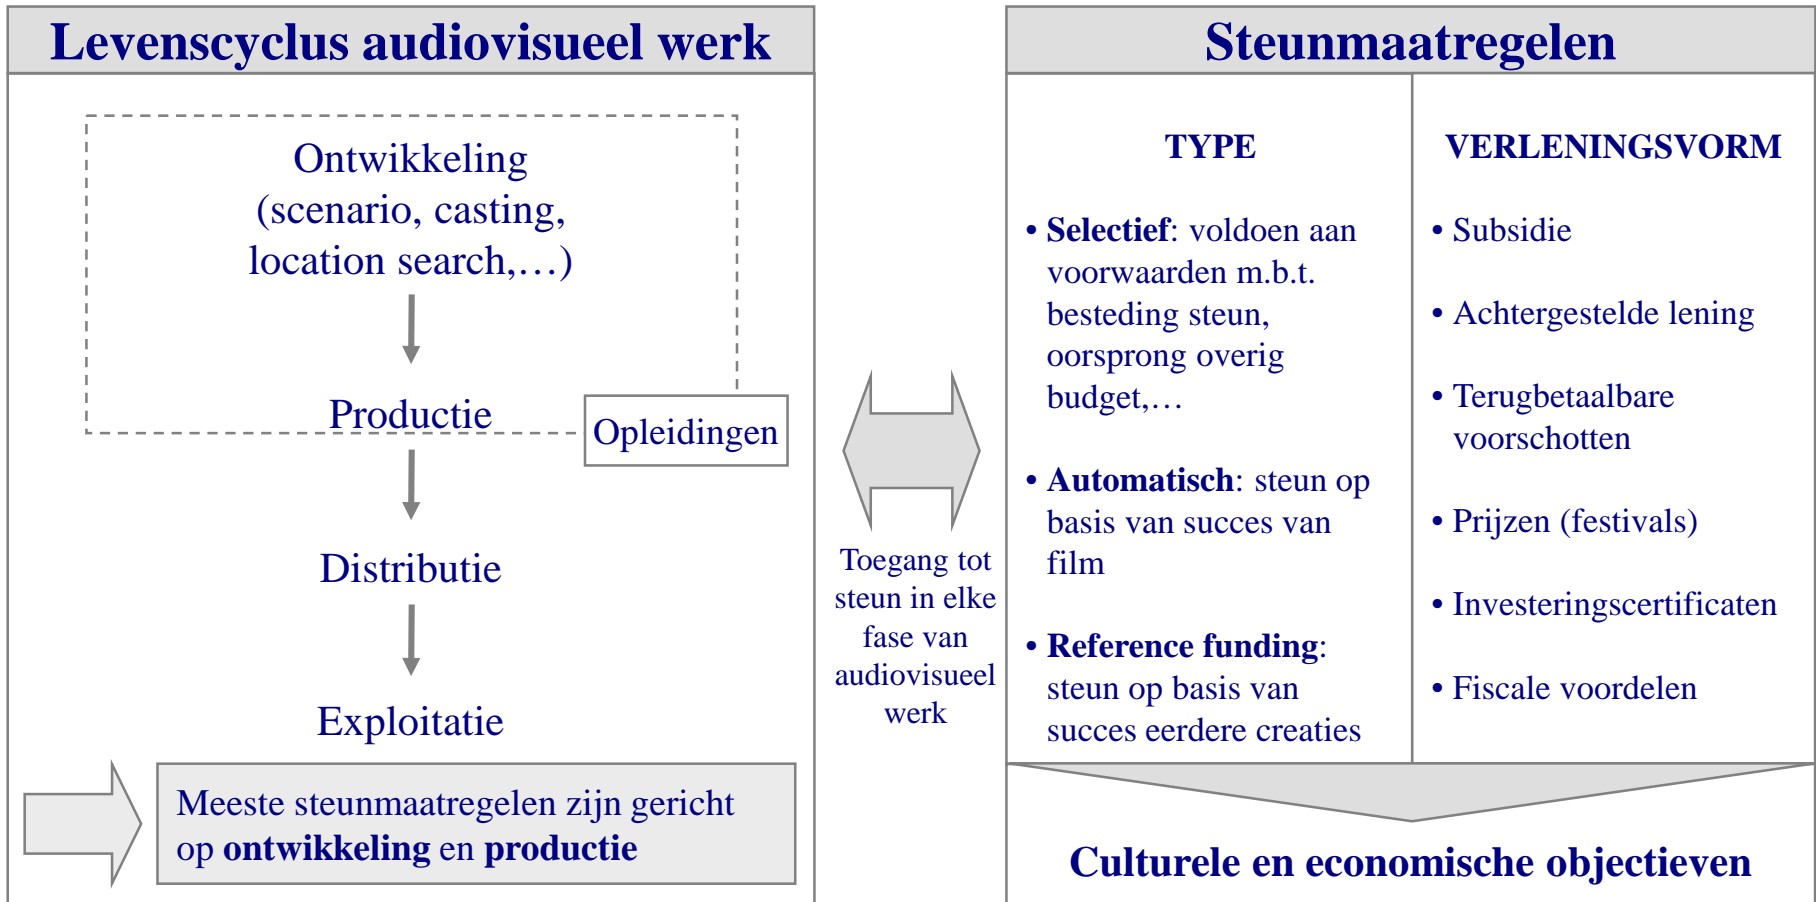 Levenscyclus audiovisueel werk
Ontwikkeling
(scenario, casting,
location search,…)
Productie
Opleidingen
Distributie
Exploitatie
Meeste steunmaatregelen zijn gericht
op ontwikkeling en productie
Toegang tot
steun in elke
fase van
audiovisueel
werk
Steunmaatregelen
TYPE
• Selectief: voldoen aan
voorwaarden m.b.t.
besteding steun,
oorsprong overig
budget,…
• Automatisch: steun op
basis van succes van
film
• Reference funding:
steun op basis van
succes eerdere creaties
VERLENINGSVORM
• Subsidie
• Achtergestelde lening
• Terugbetaalbare
voorschotten
• Prijzen (festivals)
• Investeringscertificaten
• Fiscale voordelen
Culturele en economische objectieven